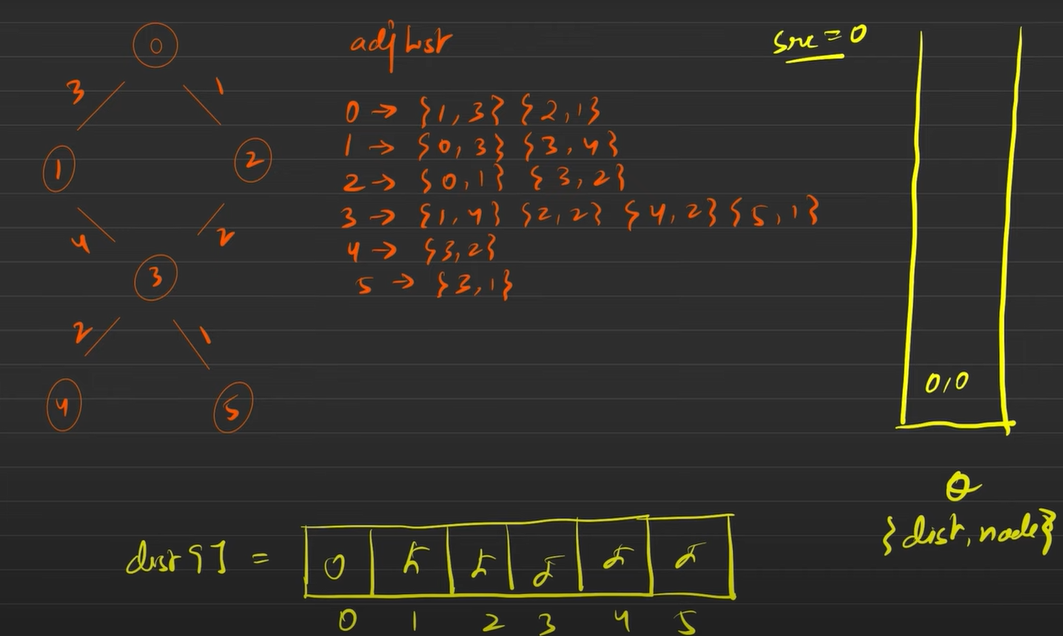 0
3 1
1 2
4 2
3
2 1
4 5
adj list
0 → {1,3} {2,1}
1 → {0,3} {3,4}
2 → {0,1} {3,2}
3 → {1,4} {2,2} {4,2} {5,1}
4 → {3,2}
5 → {3,1}
src = 0
0,0
Q
{dist, node}
dist[] =
0
0 1 2 3 4 5